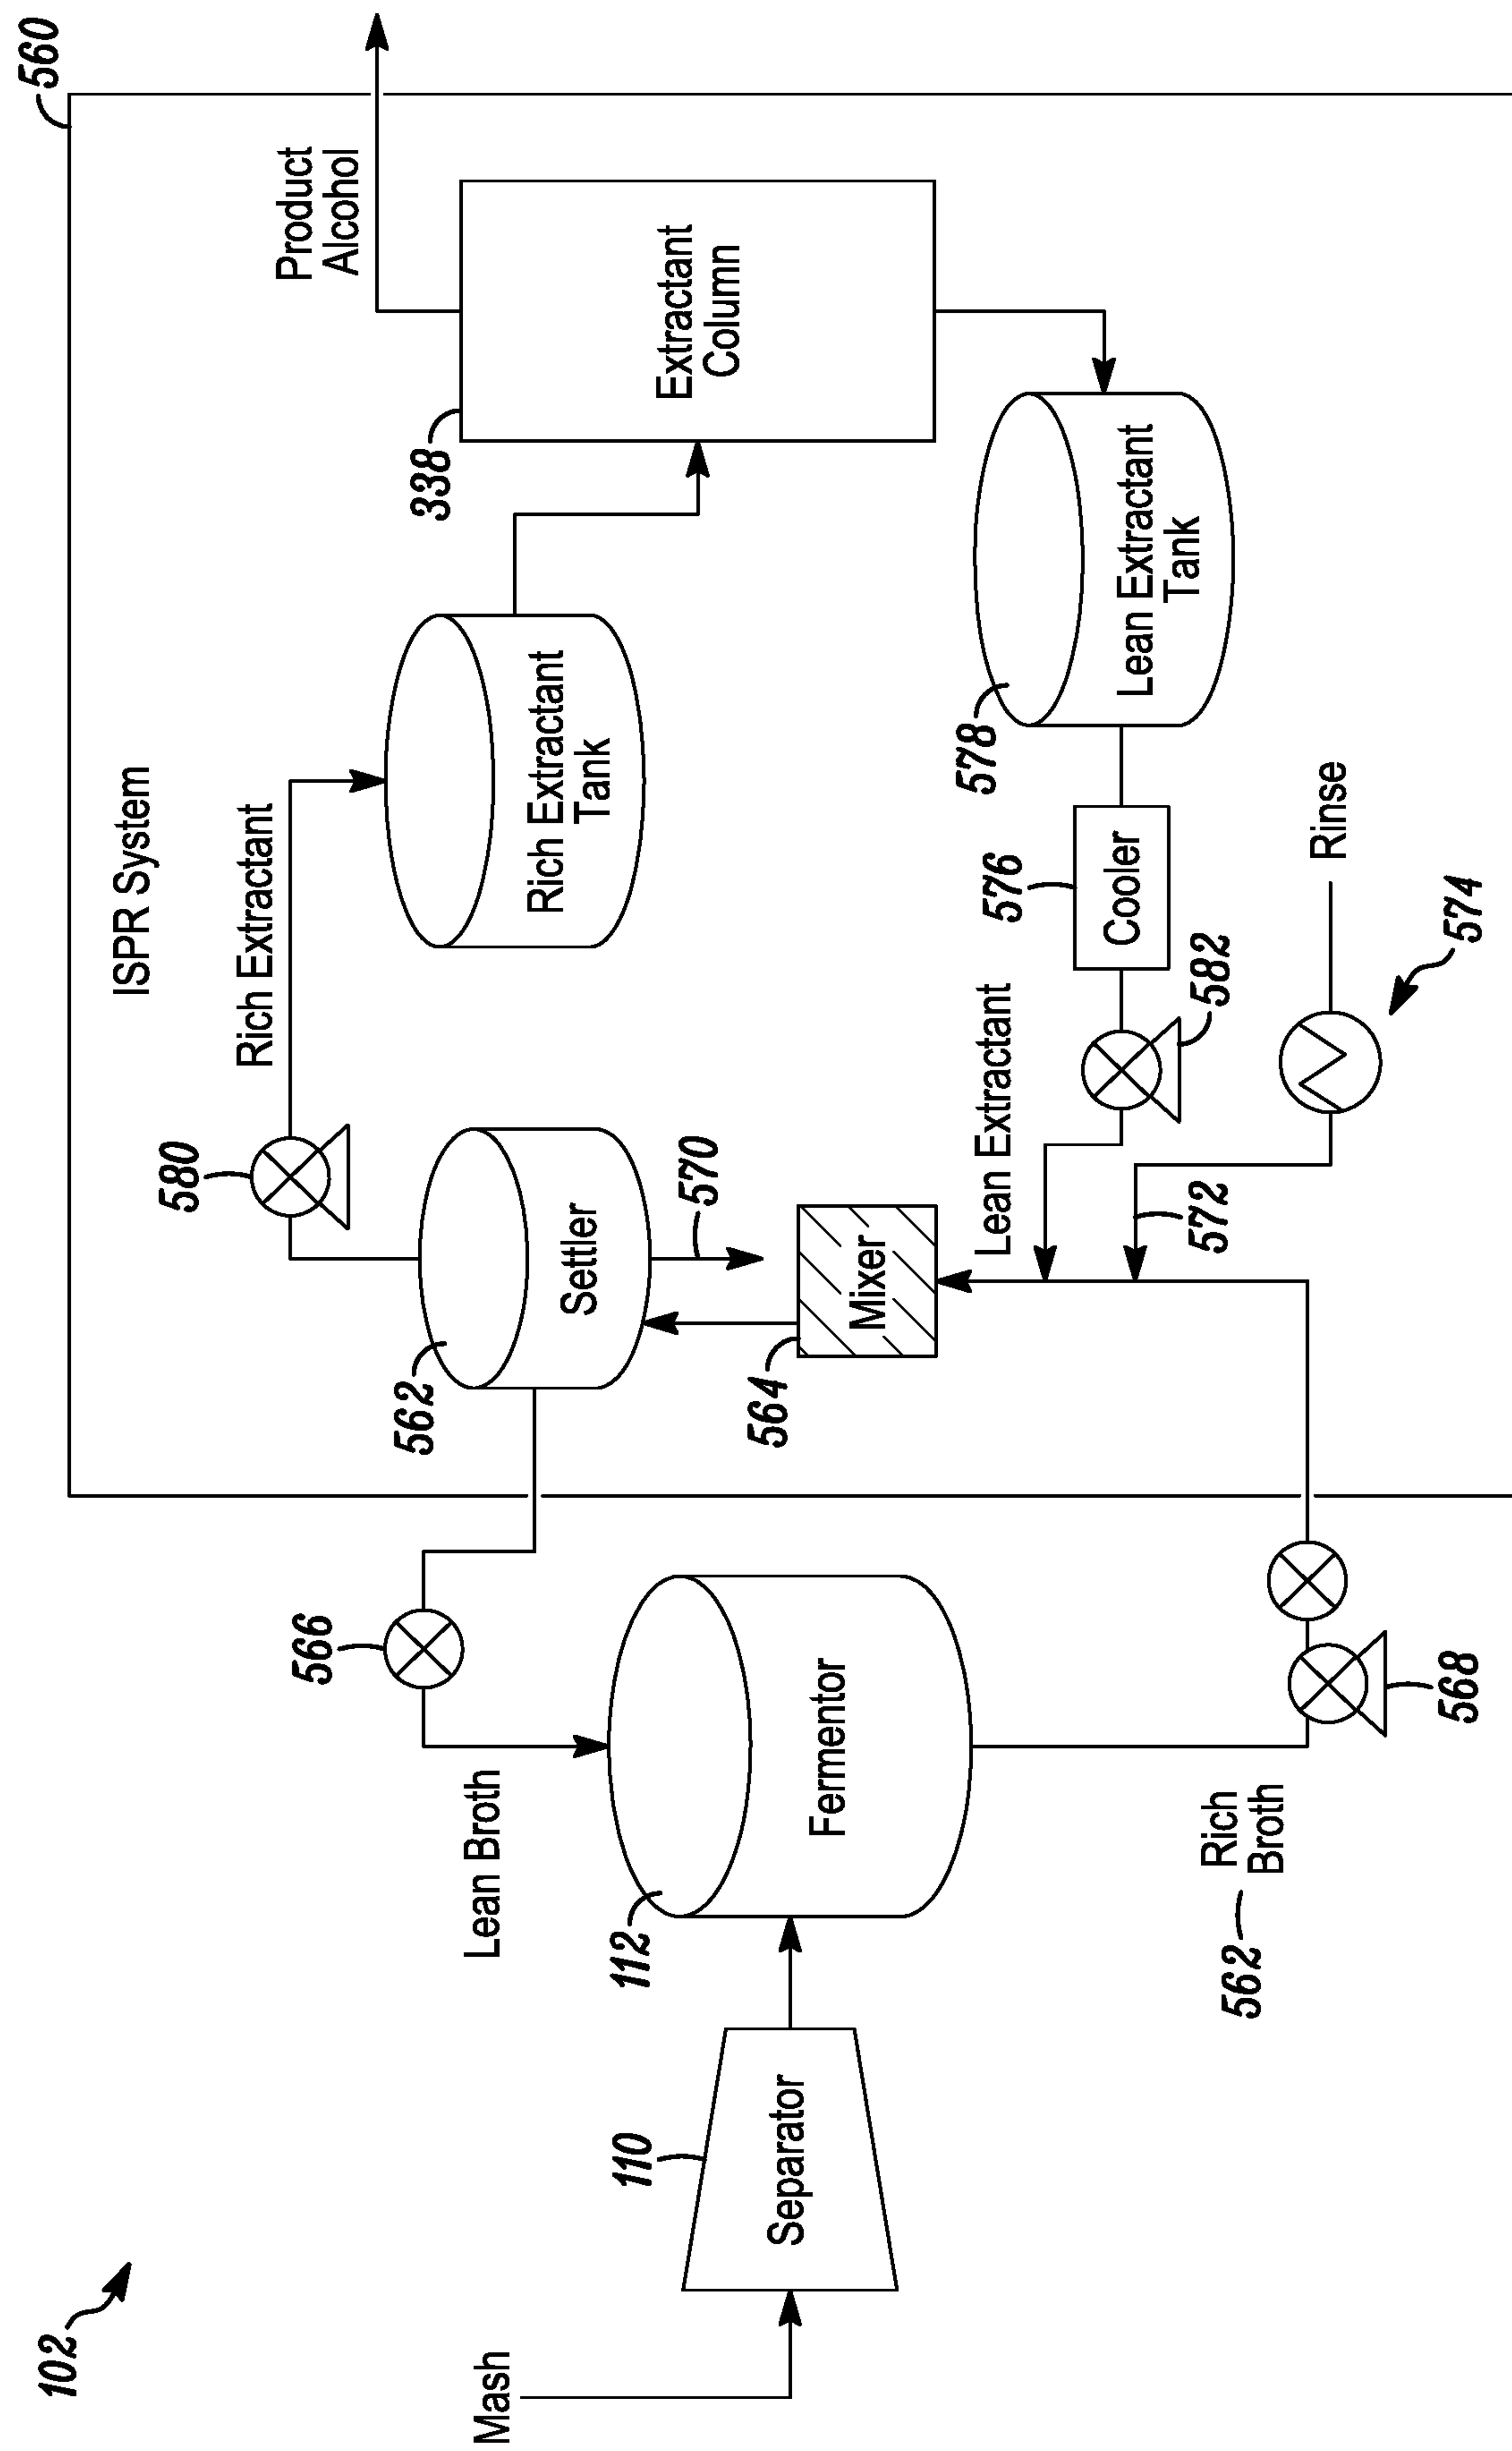 102
Mash
110
Separator
112
Fermentor
Lean Broth
566
562
Rich
Broth
568
560
ISPR System
562
Settler
570
564
Mixer
580
Rich Extractant
Rich Extractant
Tank
338
Extractant
Column
Product
Alcohol
578
Lean Extractant
Tank
576
Cooler
582
Lean Extractant
572
574
Rinse